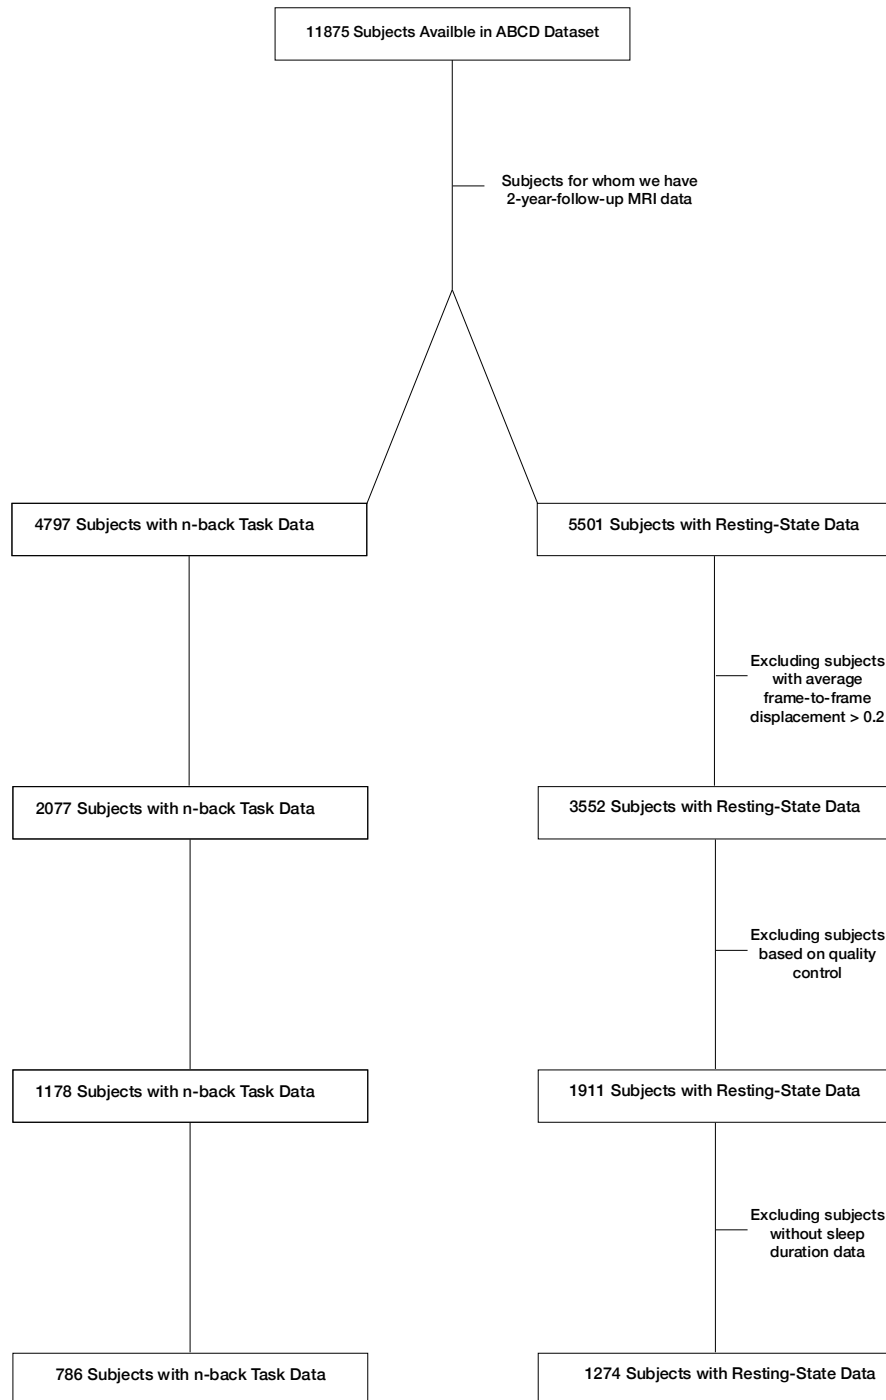 11875 Subjects Availble in ABCD Dataset
Subjects for whom we have
2-year-follow-up MRI data
4797 Subjects with n-back Task Data
5501 Subjects with Resting-State Data
Excluding subjects
with average
frame-to-frame
displacement > 0.2
2077 Subjects with n-back Task Data
3552 Subjects with Resting-State Data
Excluding subjects
based on quality
control
1178 Subjects with n-back Task Data
1911 Subjects with Resting-State Data
Excluding subjects
without sleep
duration data
786 Subjects with n-back Task Data
1274 Subjects with Resting-State Data